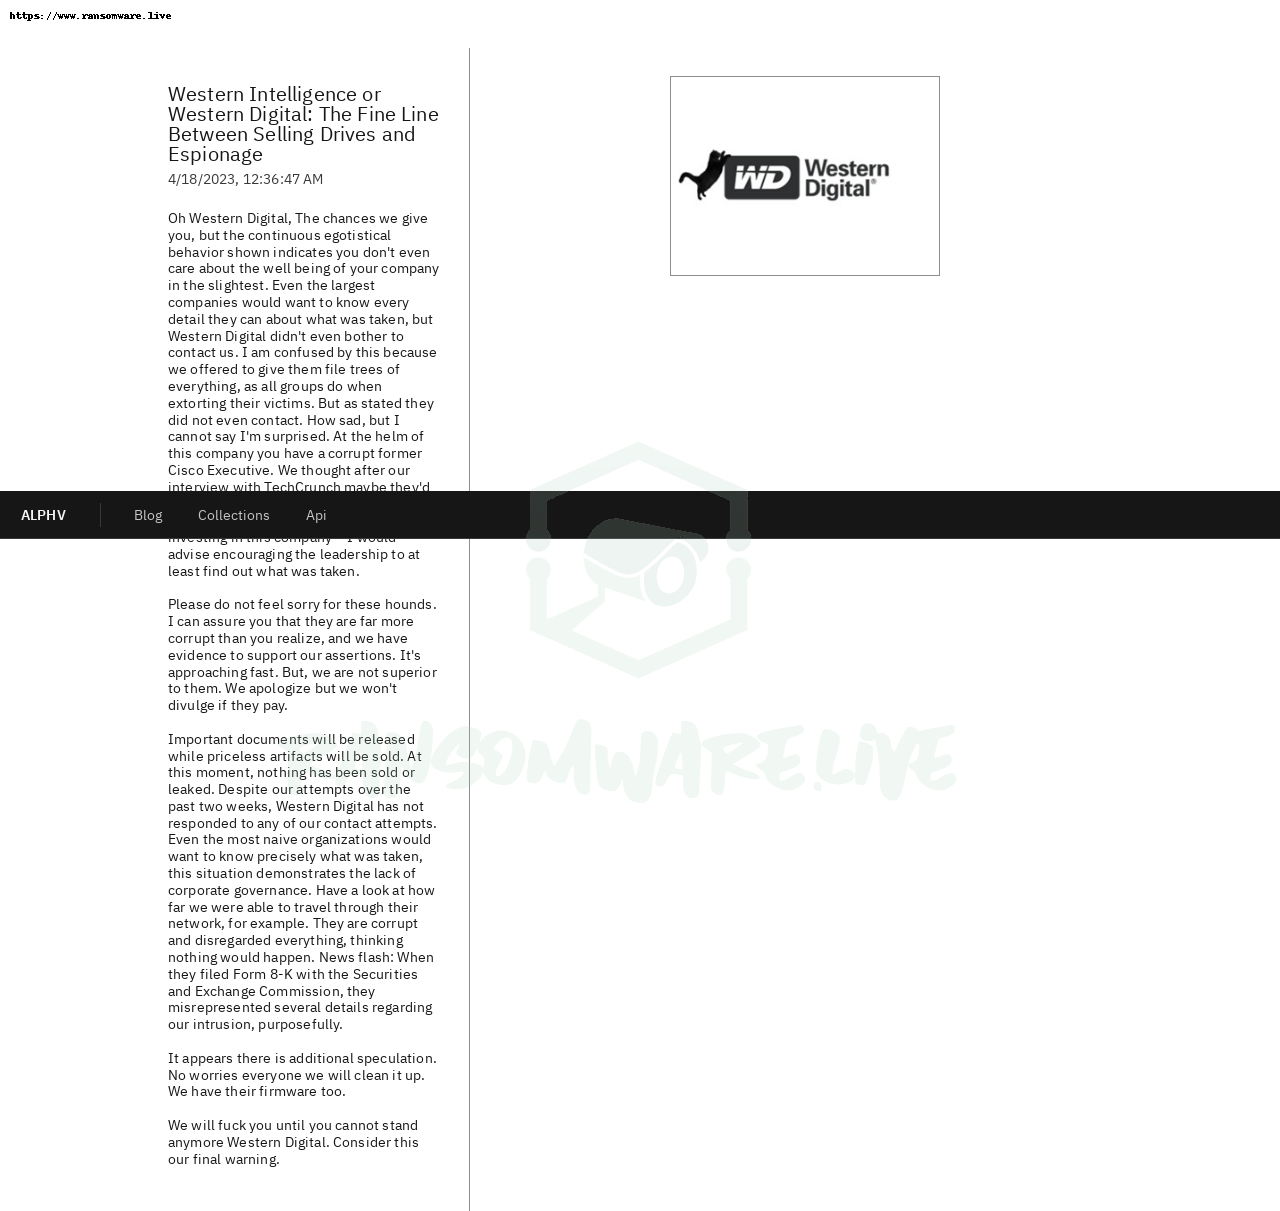 https://www.ransomware.live
Western Intelligence or
Western Digital: The Fine Line
Between Selling Drives and
Espionage
4/18/2023, 12:36:47 AM
Oh Western Digital, The chances we give
you, but the continuous egotistical
behavior shown indicates you don't even
care about the well being of your company
in the slightest. Even the largest
companies would want to know every
detail they can about what was taken, but
Western Digital didn't even bother to
contact us. I am confused by this because
we offered to give them file trees of
everything, as all groups do when
extorting their victims. But as stated they
did not even contact. How sad, but I
cannot say I'm surprised. At the helm of
this company you have a corrupt former
Cisco Executive. We thought after our
interview with TechCrunch maybe they'd
ALPHV
Blog
Collections
Api
investing in this company - I would
advise encouraging the leadership to at
least find out what was taken.
Please do not feel sorry for these hounds.
I can assure you that they are far more
corrupt than you realize, and we have
evidence to support our assertions. It's
approaching fast. But, we are not superior
to them. We apologize but we won't
divulge if they pay.
Important documents will be released
while priceless artifacts will be sold. At
this moment, nothing has been sold or
leaked. Despite our attempts over the
past two weeks, Western Digital has not
responded to any of our contact attempts.
Even the most naive organizations would
want to know precisely what was taken,
this situation demonstrates the lack of
corporate governance. Have a look at how
far we were able to travel through their
network, for example. They are corrupt
and disregarded everything, thinking
nothing would happen. News flash: When
they filed Form 8-K with the Securities
and Exchange Commission, they
misrepresented several details regarding
our intrusion, purposefully.
It appears there is additional speculation.
No worries everyone we will clean it up.
We have their firmware too.
We will fuck you until you cannot stand
anymore Western Digital. Consider this
our final warning.
WD
Western
Digital®
RANSOMWARE.LIVE